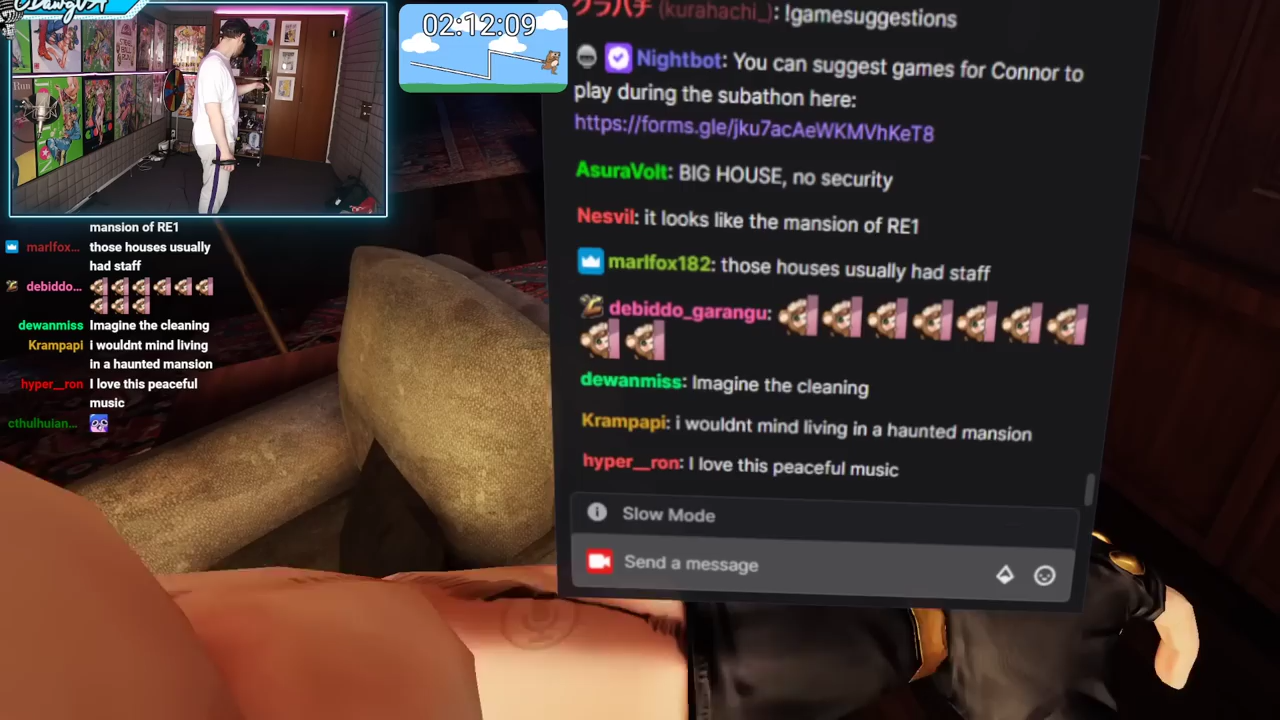 CDawgVA
02:12:09
mansion of RE1
marlfox... those houses usually
had staff
debiddo...
dewanmiss Imagine the cleaning
Krampapi i wouldnt mind living
in a haunted mansion
hyper__ron I love this peaceful
music
cthulhuian...
クラハチ (kurahachi_): !gamesuggestions
Nightbot: You can suggest games for Connor to
play during the subathon here:
https://forms.gle/jku7acAeWKMVhKeT8
AsuraVolt: BIG HOUSE, no security
Nesvil: it looks like the mansion of RE1
marlfox182: those houses usually had staff
debiddo_garangu:
dewanmiss: Imagine the cleaning
Krampapi: i wouldnt mind living in a haunted mansion
hyper__ron: I love this peaceful music
Slow Mode
Send a message